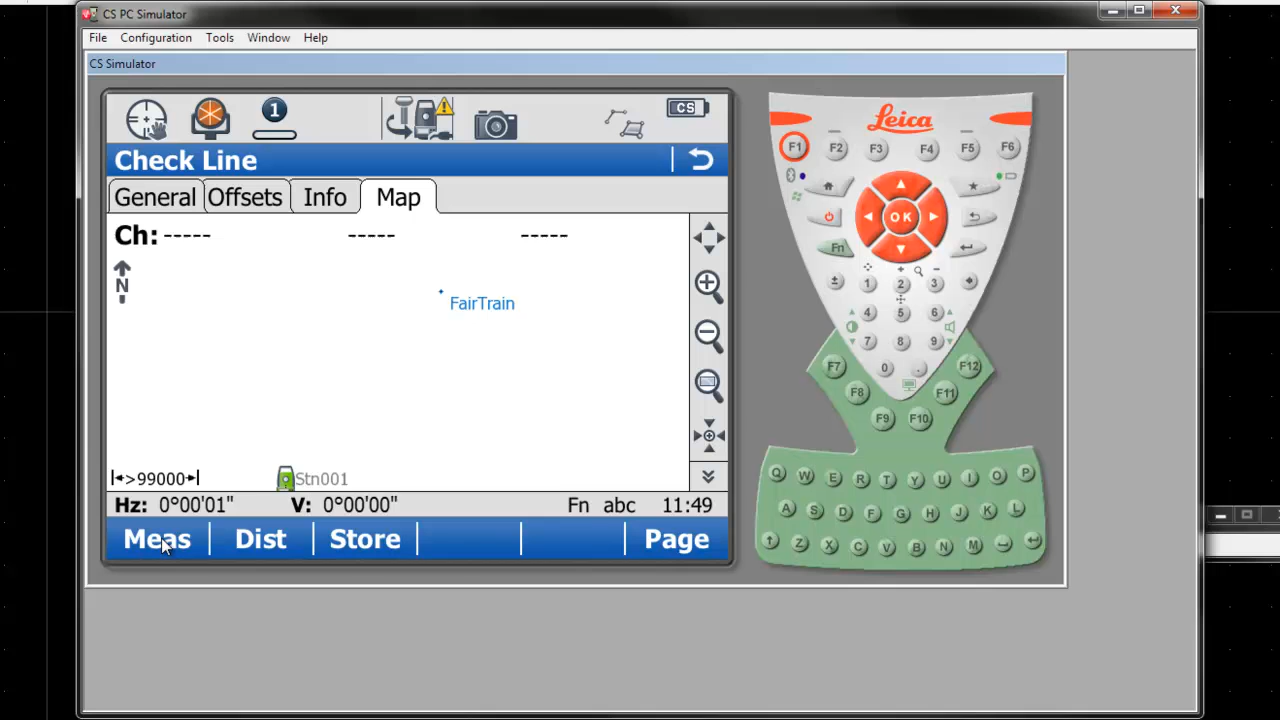 CS PC Simulator
File Configuration Tools Window Help
CS Simulator
1
CS
Check Line
General Offsets Info Map
Ch: ----- ----- -----
N
FairTrain
>99000
Stn001
Hz: 0°00'01" V: 0°00'00" Fn abc 11:49
Meas Dist Store Page
Leica
F1 F2 F3 F4 F5 F6
OK
Fn
± 1 2 3
4 5 6
7 8 9
0 .
F7 F12
F8 F11
F9 F10
Q W E R T Y U I O P
A S D F G H J K L
Z X C V B N M